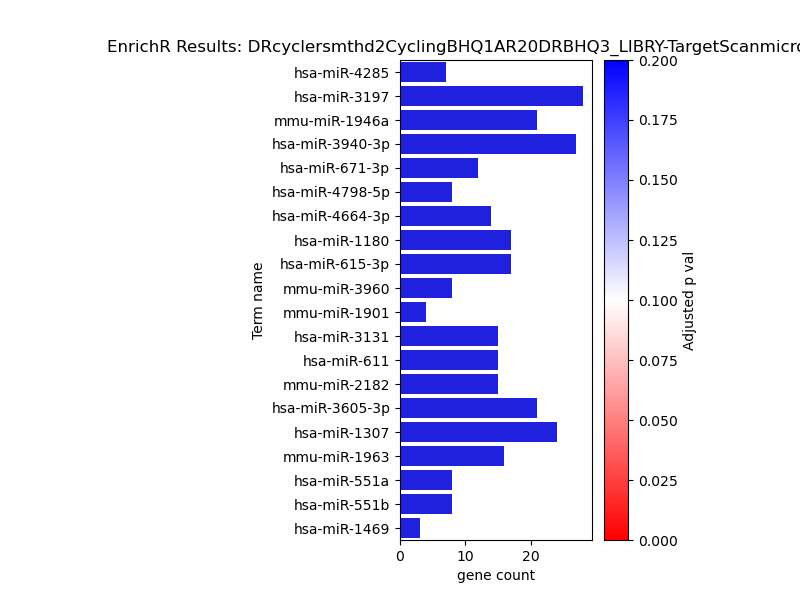 EnrichR Results: DRcyclersmthd2CyclingBHQ1AR20DRBHQ3_LIBRY-TargetScanmicro
hsa-miR-4285
hsa-miR-3197
mmu-miR-1946a
hsa-miR-3940-3p
hsa-miR-671-3p
hsa-miR-4798-5p
hsa-miR-4664-3p
hsa-miR-1180
hsa-miR-615-3p
mmu-miR-3960
mmu-miR-1901
hsa-miR-3131
hsa-miR-611
mmu-miR-2182
hsa-miR-3605-3p
hsa-miR-1307
mmu-miR-1963
hsa-miR-551a
hsa-miR-551b
hsa-miR-1469
Term name
0 10 20
gene count
0.200
0.175
0.150
0.125
0.100
0.075
0.050
0.025
0.000
Adjusted p val